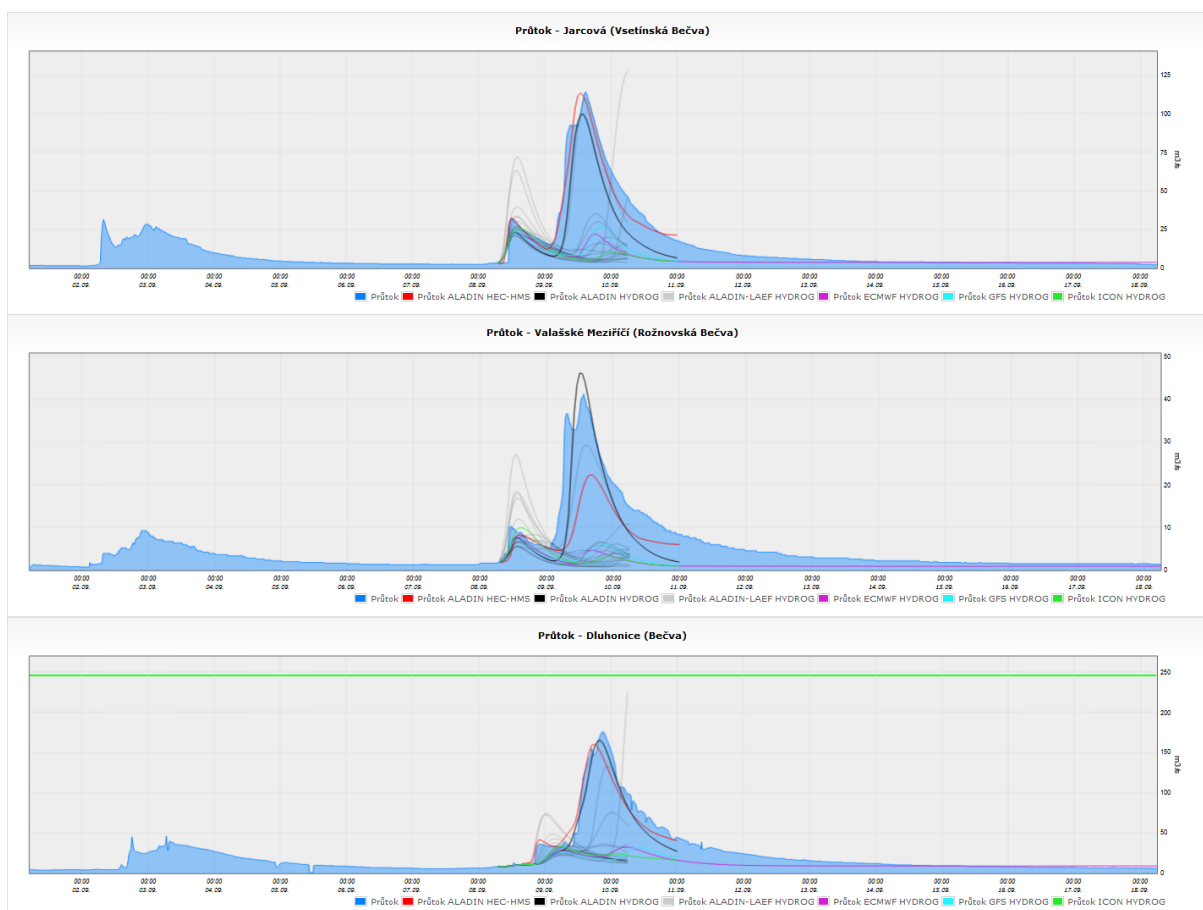 Průtok - Jarcová (Vsetínská Bečva)
125
100
75
50
25
0
m3/s
00:00 00:00 00:00 00:00 00:00 00:00 00:00 00:00 00:00 00:00 00:00 00:00 00:00 00:00 00:00 00:00 00:00
02.09. 03.09. 04.09. 05.09. 06.09. 07.09. 08.09. 09.09. 10.09. 11.09. 12.09. 13.09. 14.09. 15.09. 16.09. 17.09. 18.09.
Průtok Průtok ALADIN HEC-HMS Průtok ALADIN HYDROG Průtok ALADIN-LAEF HYDROG Průtok ECMWF HYDROG Průtok GFS HYDROG Průtok ICON HYDROG
Průtok - Valašské Meziříčí (Rožnovská Bečva)
50
40
30
20
10
0
m3/s
00:00 00:00 00:00 00:00 00:00 00:00 00:00 00:00 00:00 00:00 00:00 00:00 00:00 00:00 00:00 00:00 00:00
02.09. 03.09. 04.09. 05.09. 06.09. 07.09. 08.09. 09.09. 10.09. 11.09. 12.09. 13.09. 14.09. 15.09. 16.09. 17.09. 18.09.
Průtok Průtok ALADIN HEC-HMS Průtok ALADIN HYDROG Průtok ALADIN-LAEF HYDROG Průtok ECMWF HYDROG Průtok GFS HYDROG Průtok ICON HYDROG
Průtok - Dluhonice (Bečva)
250
200
150
100
50
0
m3/s
00:00 00:00 00:00 00:00 00:00 00:00 00:00 00:00 00:00 00:00 00:00 00:00 00:00 00:00 00:00 00:00 00:00
02.09. 03.09. 04.09. 05.09. 06.09. 07.09. 08.09. 09.09. 10.09. 11.09. 12.09. 13.09. 14.09. 15.09. 16.09. 17.09. 18.09.
Průtok Průtok ALADIN HEC-HMS Průtok ALADIN HYDROG Průtok ALADIN-LAEF HYDROG Průtok ECMWF HYDROG Průtok GFS HYDROG Průtok ICON HYDROG